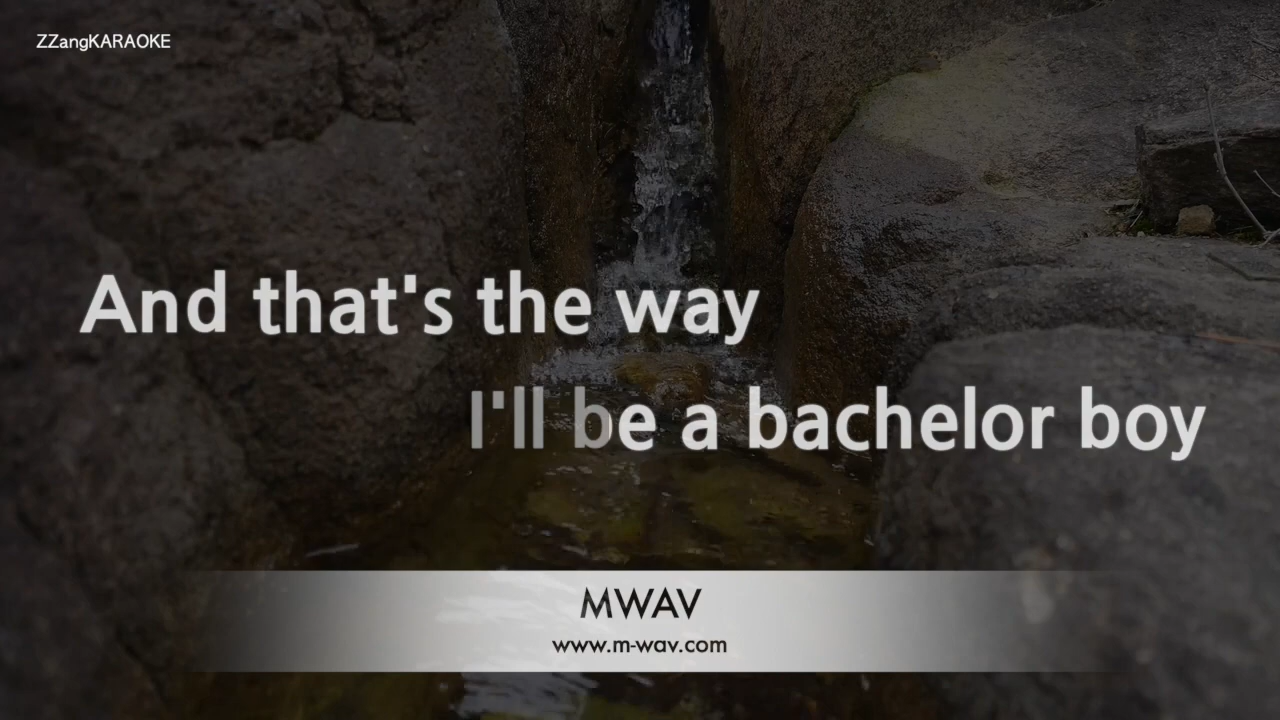 ZZangKARAOKE
And that's the way
I'll be a bachelor boy
MWAV
www.m-wav.com